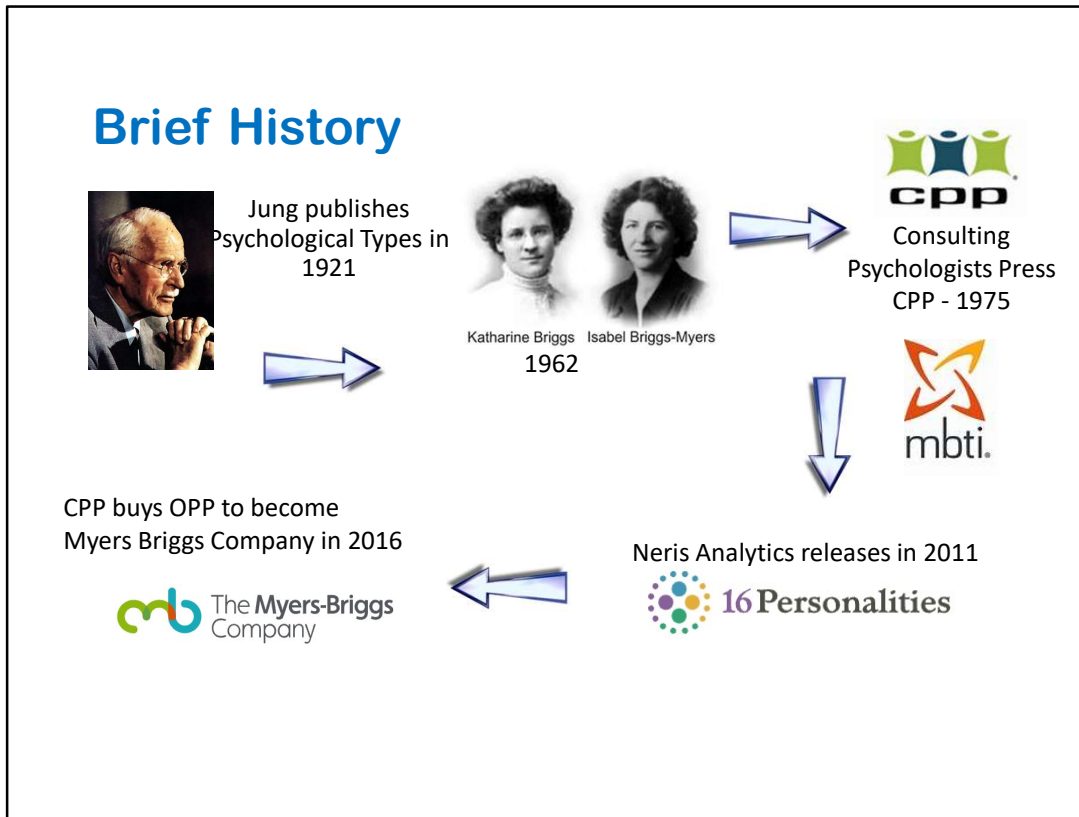 Brief History
Jung publishes
Psychological Types in
1921
Katharine Briggs
Isabel Briggs-Myers
1962
cpp®
Consulting
Psychologists Press
CPP - 1975
mbti®
Neris Analytics releases in 2011
16 Personalities
CPP buys OPP to become
Myers Briggs Company in 2016
mb
The Myers-Briggs
Company